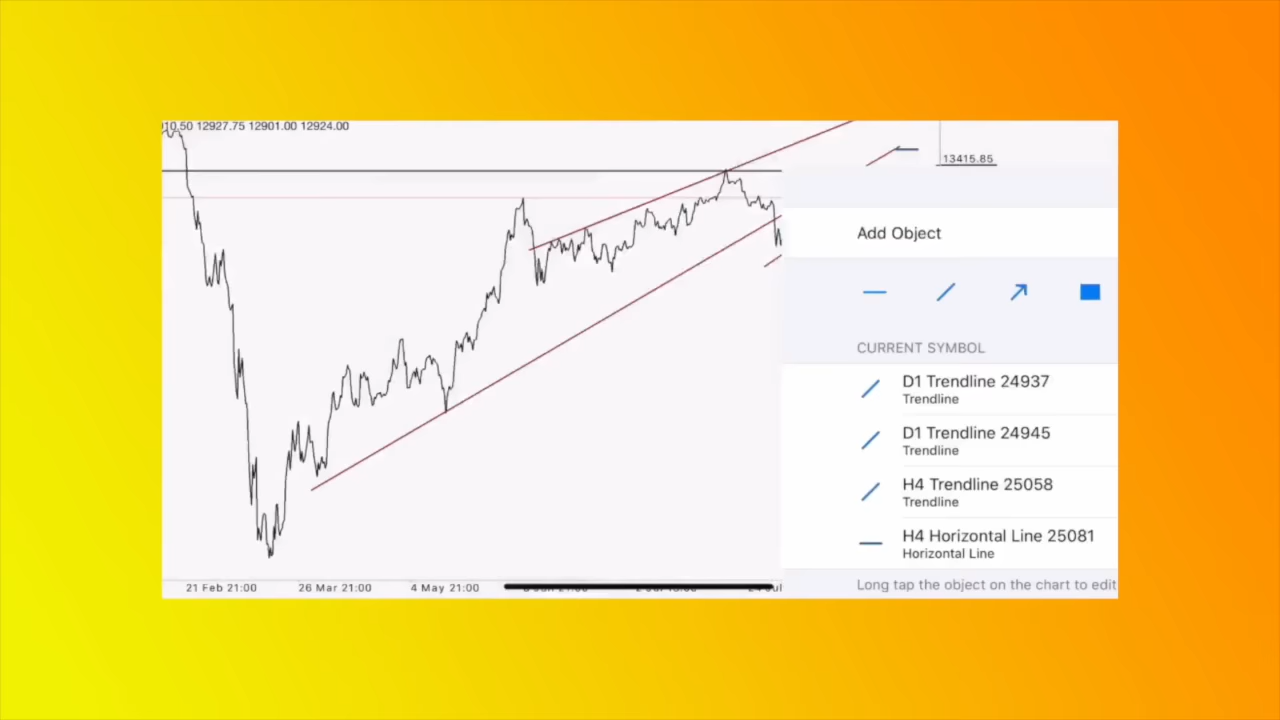 10.50 12927.75 12901.00 12924.00
13415.85
Add Object
CURRENT SYMBOL
D1 Trendline 24937
Trendline
D1 Trendline 24945
Trendline
H4 Trendline 25058
Trendline
H4 Horizontal Line 25081
Horizontal Line
Long tap the object on the chart to edit
21 Feb 21:00 26 Mar 21:00 4 May 21:00